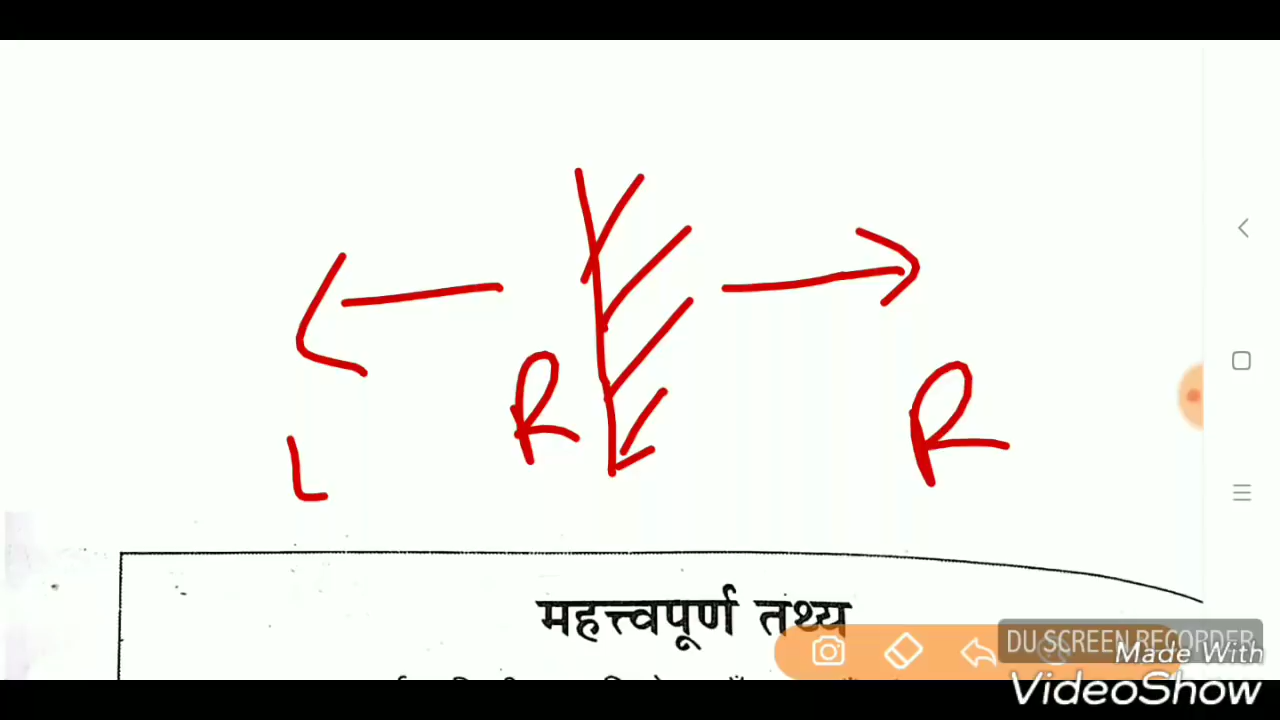 R
R
L
महत्त्वपूर्ण तथ्य
DU SCREEN RECORDER
Made With
VideoShow